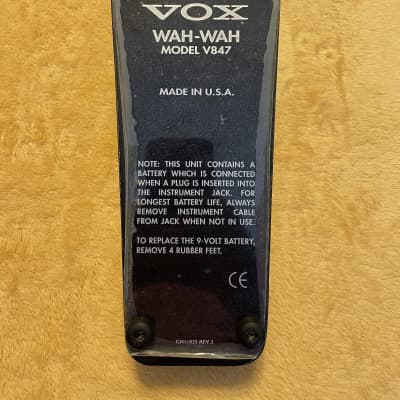 VOX
WAH-WAH
MODEL V847
MADE IN U.S.A.
NOTE: THIS UNIT CONTAINS A
BATTERY WHICH IS CONNECTED
WHEN A PLUG IS INSERTED INTO
THE INSTRUMENT JACK. FOR
LONGEST BATTERY LIFE, ALWAYS
REMOVE INSTRUMENT CABLE
FROM JACK WHEN NOT IN USE.
TO REPLACE THE 9-VOLT BATTERY,
REMOVE 4 RUBBER FEET.
CE
REV.2